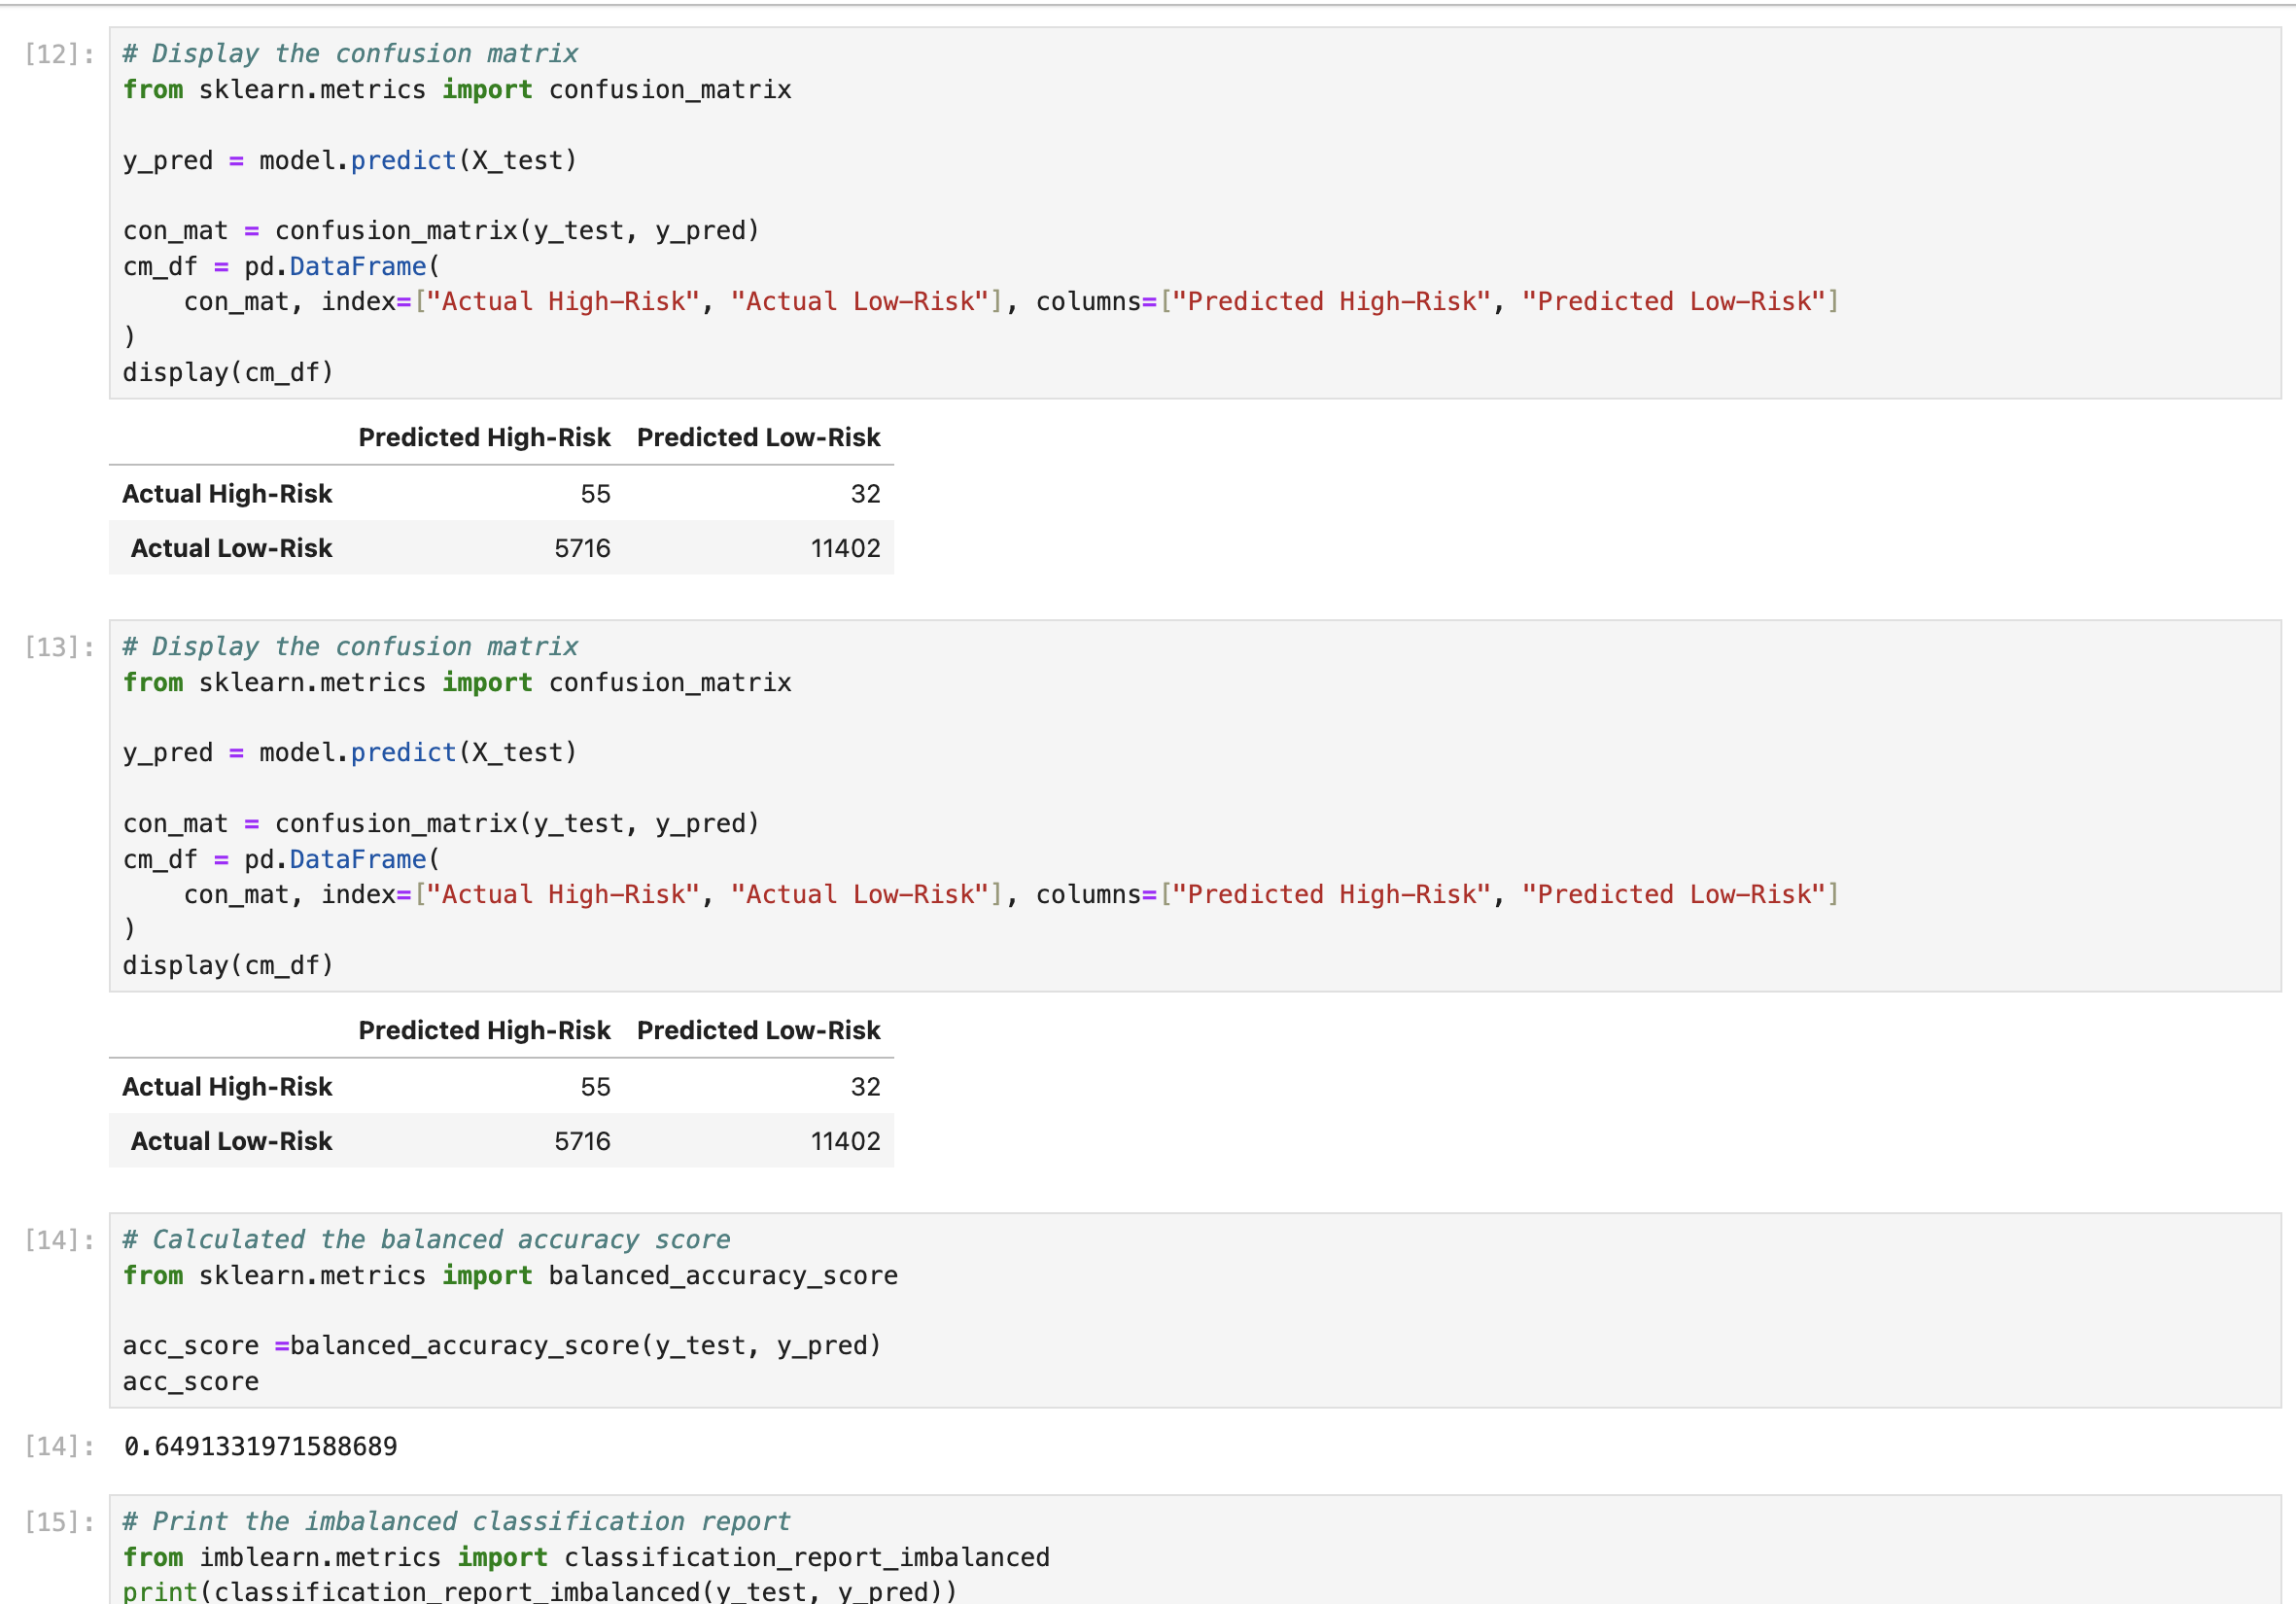 [12]: # Display the confusion matrix
from sklearn.metrics import confusion_matrix
y_pred = model.predict(X_test)
con_mat = confusion_matrix(y_test, y_pred)
cm_df = pd.DataFrame(
    con_mat, index=["Actual High-Risk", "Actual Low-Risk"], columns=["Predicted High-Risk", "Predicted Low-Risk"]
)
display(cm_df)
Predicted High-Risk Predicted Low-Risk
Actual High-Risk 55 32
Actual Low-Risk 5716 11402
[13]: # Display the confusion matrix
from sklearn.metrics import confusion_matrix
y_pred = model.predict(X_test)
con_mat = confusion_matrix(y_test, y_pred)
cm_df = pd.DataFrame(
    con_mat, index=["Actual High-Risk", "Actual Low-Risk"], columns=["Predicted High-Risk", "Predicted Low-Risk"]
)
display(cm_df)
Predicted High-Risk Predicted Low-Risk
Actual High-Risk 55 32
Actual Low-Risk 5716 11402
[14]: # Calculated the balanced accuracy score
from sklearn.metrics import balanced_accuracy_score
acc_score =balanced_accuracy_score(y_test, y_pred)
acc_score
[14]: 0.6491331971588689
[15]: # Print the imbalanced classification report
from imblearn.metrics import classification_report_imbalanced
print(classification_report_imbalanced(y_test, y_pred))